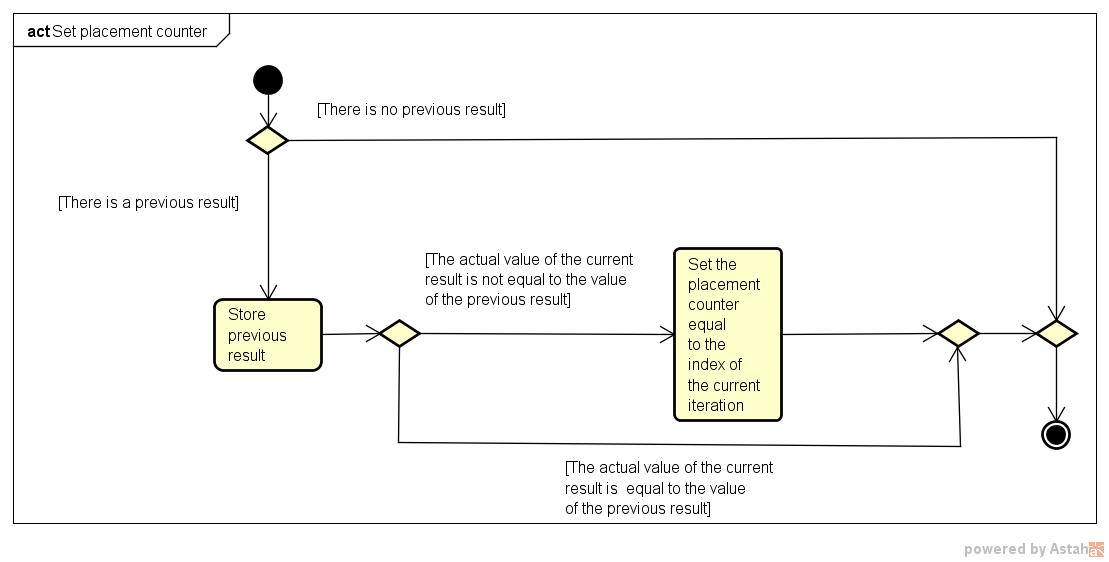 act Set placement counter
[There is no previous result]
[There is a previous result]
[The actual value of the current
result is not equal to the value
of the previous result]
Store
previous
result
Set the
placement
counter
equal
to the
index of
the current
iteration
[The actual value of the current
result is  equal to the value
of the previous result]
powered by Astah